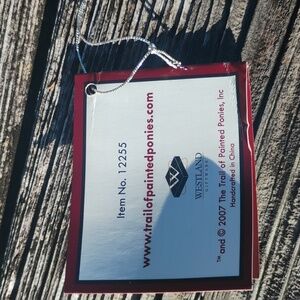 Item No. 12255
www.trailofpaintedponies.com
WESTLAND
GIFTWARE
™ and © 2007 The Trail of Painted Ponies, Inc
Handcrafted in China